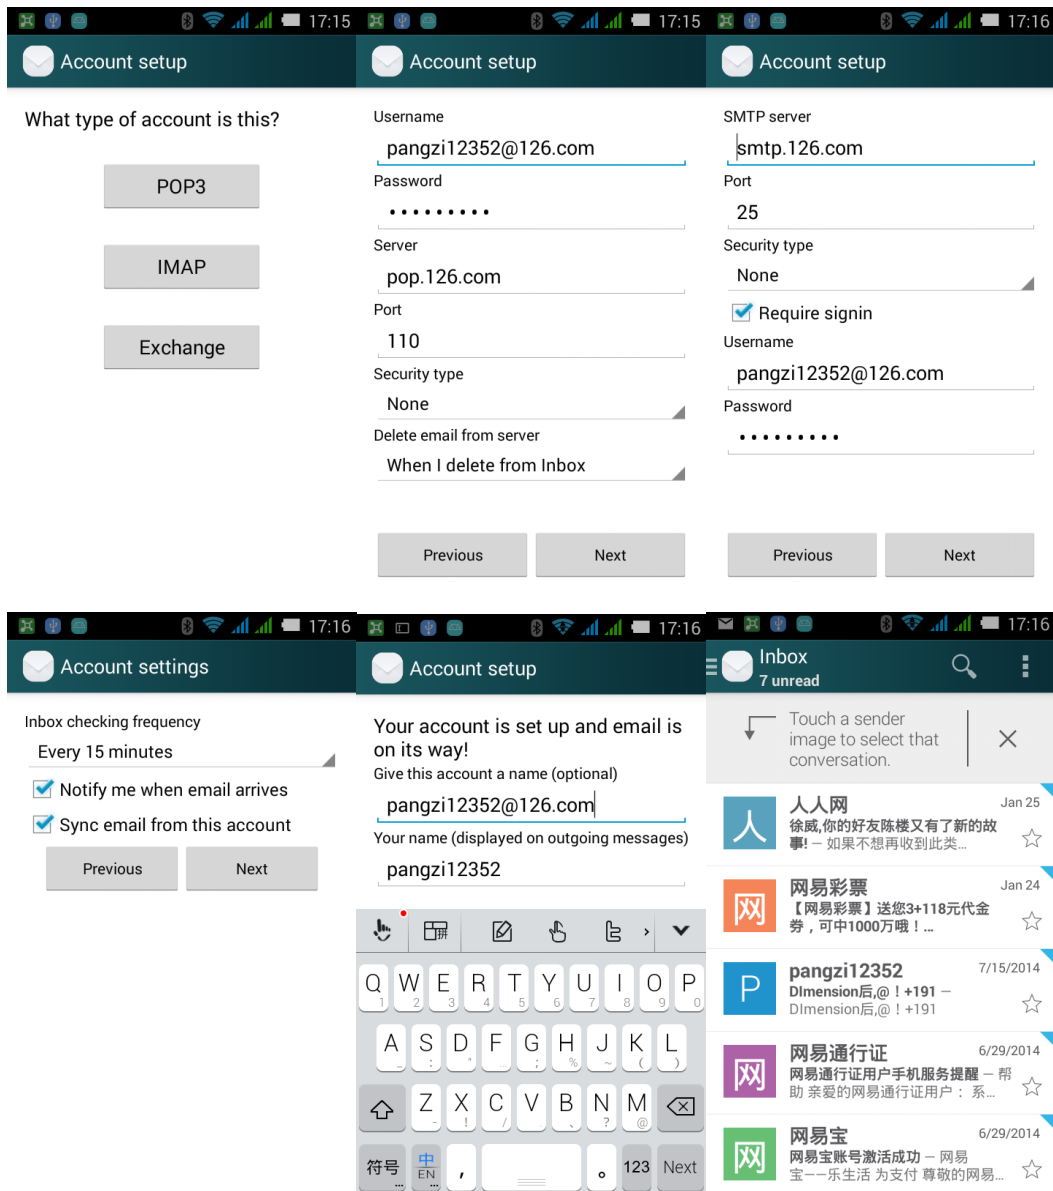 17:15
Account setup
What type of account is this?
POP3
IMAP
Exchange
17:15
Account setup
Username
pangzi12352@126.com
Password
•••••••••
Server
pop.126.com
Port
110
Security type
None
Delete email from server
When I delete from Inbox
Previous Next
17:16
Account setup
SMTP server
smtp.126.com
Port
25
Security type
None
Require signin
Username
pangzi12352@126.com
Password
•••••••••
Previous Next
17:16
Account settings
Inbox checking frequency
Every 15 minutes
Notify me when email arrives
Sync email from this account
Previous Next
17:16
Account setup
Your account is set up and email is
on its way!
Give this account a name (optional)
pangzi12352@126.com
Your name (displayed on outgoing messages)
pangzi12352
拼
Q W E R T Y U I O P
1 2 3 4 5 6 7 8 9 0
A S D F G H J K L
_ : " … ; % ~ ( )
Z X C V B N M
- ! / 、 ? @
符号 中 , 。 123 Next
... EN ...
17:16
Inbox
7 unread
Touch a sender
image to select that
conversation.
人 人人网 Jan 25
徐威,你的好友陈楼又有了新的故
事! – 如果不想再收到此类...
网 网易彩票 Jan 24
【网易彩票】送您3+118元代金
券，可中1000万哦！...
P pangzi12352 7/15/2014
DImension后,@！+191 –
DImension后,@！+191
网 网易通行证 6/29/2014
网易通行证用户手机服务提醒 – 帮
助 亲爱的网易通行证用户： 系...
网 网易宝 6/29/2014
网易宝账号激活成功 – 网易
宝——乐生活 为支付 尊敬的网易...